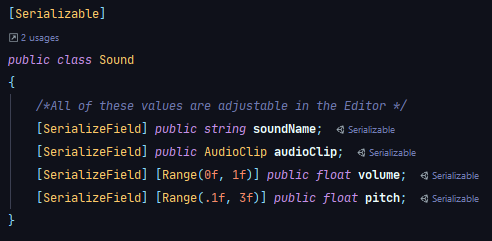 [Serializable]
2 usages
public class Sound
{
/*All of these values are adjustable in the Editor */
[SerializeField] public string soundName; Serializable
[SerializeField] public AudioClip audioClip; Serializable
[SerializeField] [Range(0f, 1f)] public float volume; Serializable
[SerializeField] [Range(.1f, 3f)] public float pitch; Serializable
}